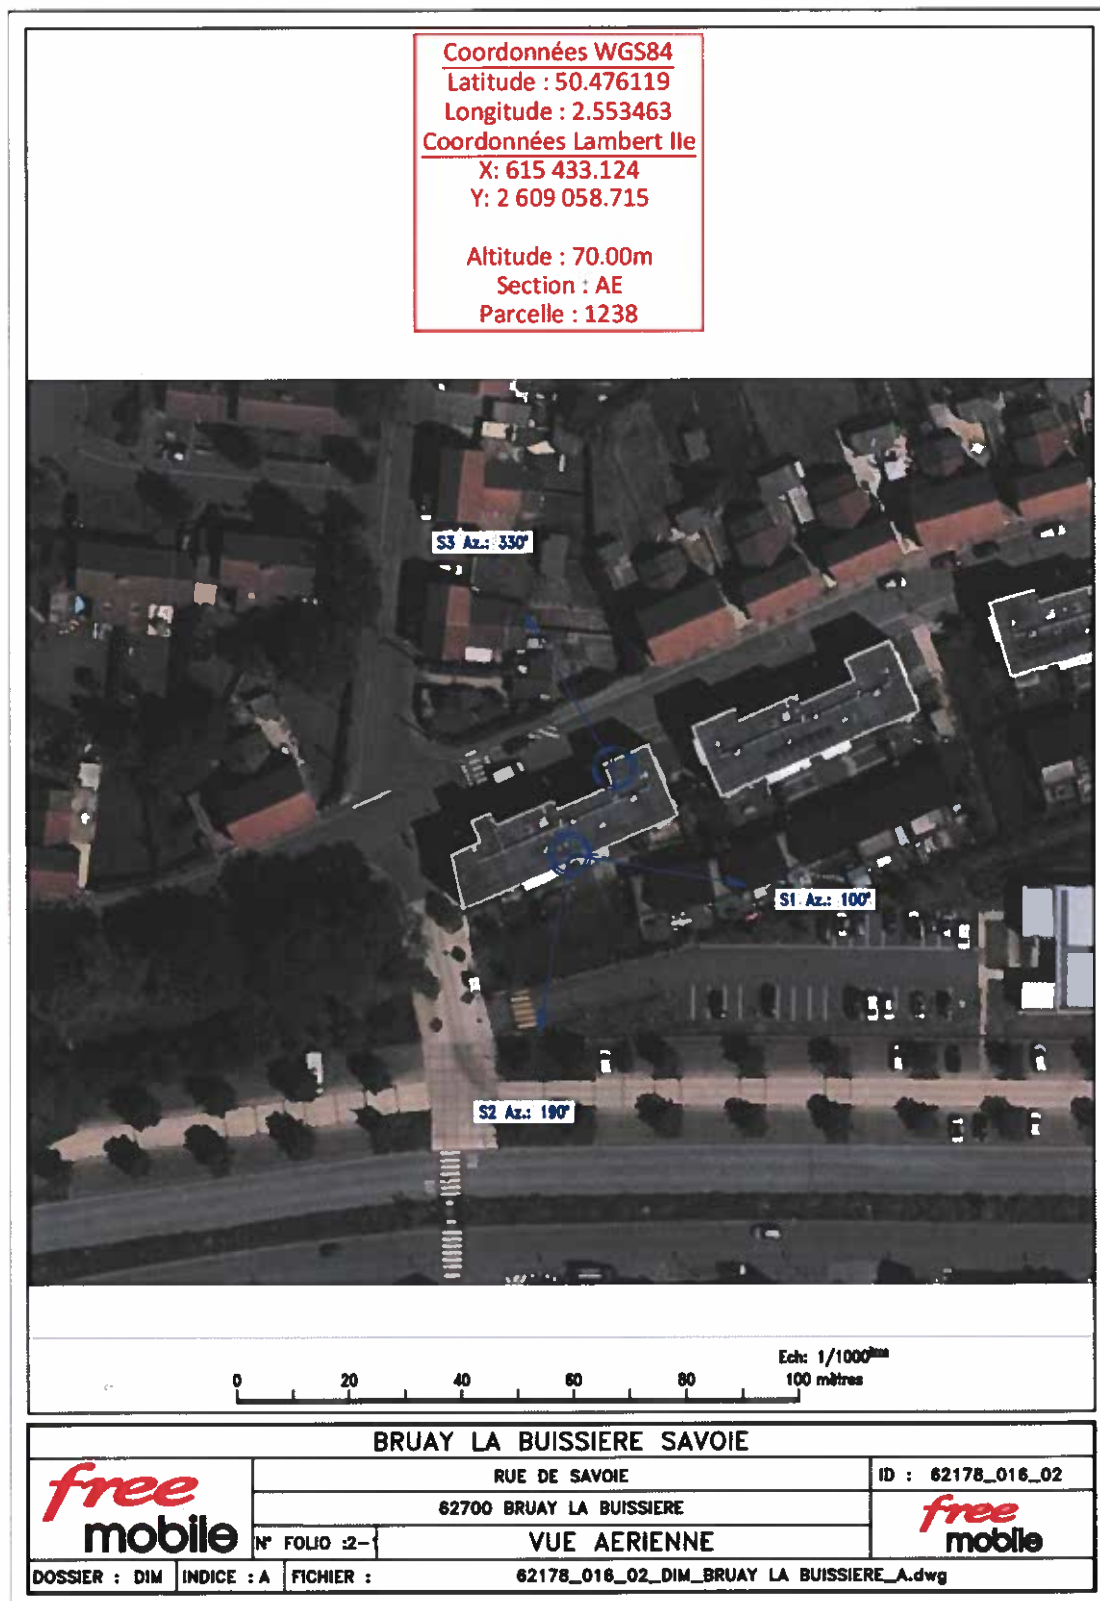 Coordonnées WGS84
Latitude : 50.476119
Longitude : 2.553463
Coordonnées Lambert IIe
X: 615 433.124
Y: 2 609 058.715
Altitude : 70.00m
Section : AE
Parcelle : 1238
S3 Az.: 330°
S1 Az.: 100°
S2 Az.: 190°
Ech: 1/1000
0 20 40 60 80 100 mètres
BRUAY LA BUISSIERE SAVOIE
free mobile
RUE DE SAVOIE
ID : 62178_016_02
62700 BRUAY LA BUISSIERE
free mobile
N° FOLIO :2-1
VUE AERIENNE
DOSSIER : DIM
INDICE : A
FICHIER :
62178_016_02_DIM_BRUAY LA BUISSIERE_A.dwg